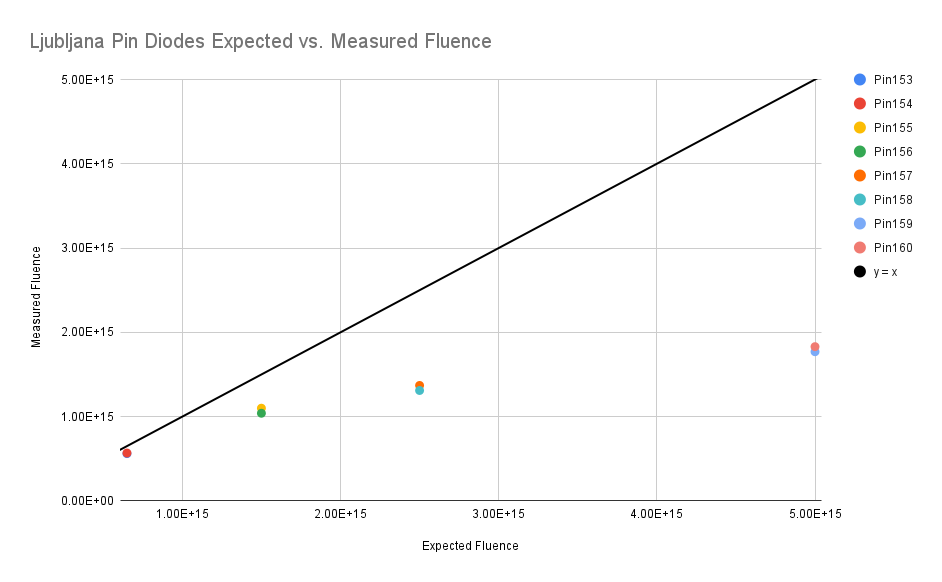 Ljubljana Pin Diodes Expected vs. Measured Fluence
5.00E+15
4.00E+15
3.00E+15
2.00E+15
1.00E+15
0.00E+00
Measured Fluence
1.00E+15
2.00E+15
3.00E+15
4.00E+15
5.00E+15
Expected Fluence
Pin153
Pin154
Pin155
Pin156
Pin157
Pin158
Pin159
Pin160
y = x